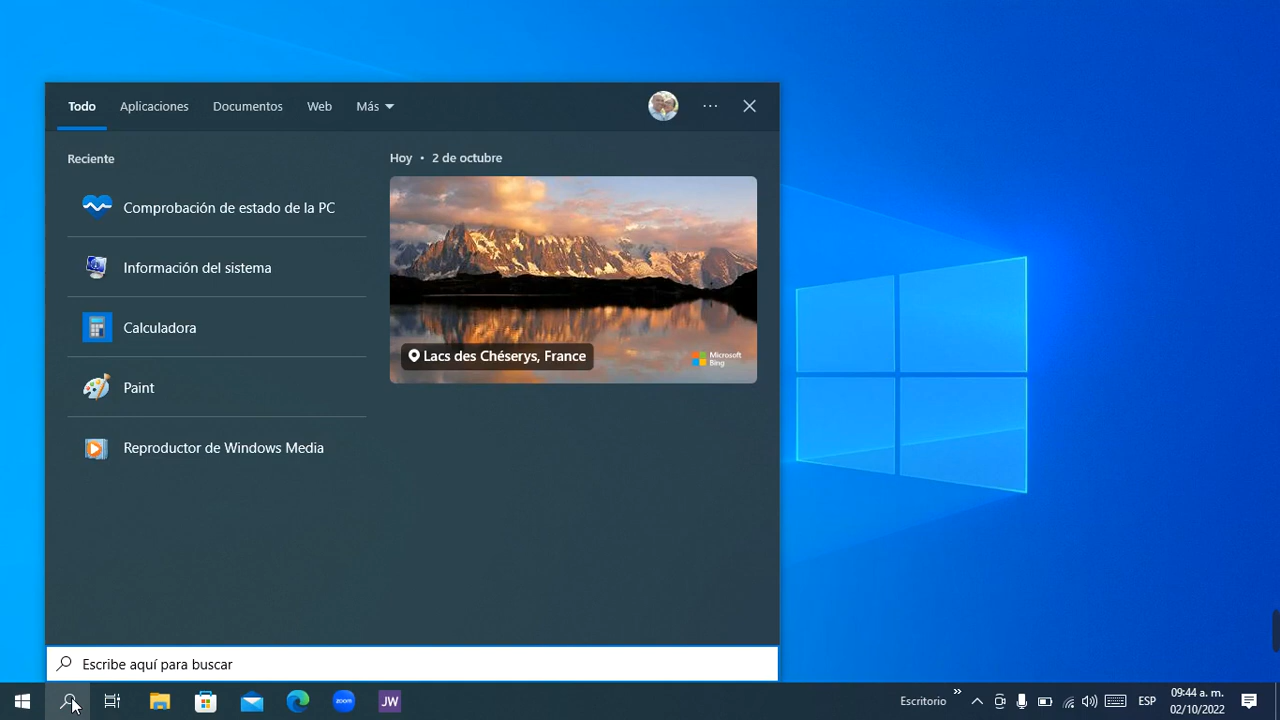 Todo
Aplicaciones
Documentos
Web
Más
Reciente
Comprobación de estado de la PC
Información del sistema
Calculadora
Paint
Reproductor de Windows Media
Hoy • 2 de octubre
Lacs des Chéserys, France
Microsoft
Bing
Escribe aquí para buscar
zoom
JW
Escritorio
ESP
09:44 a. m.
02/10/2022